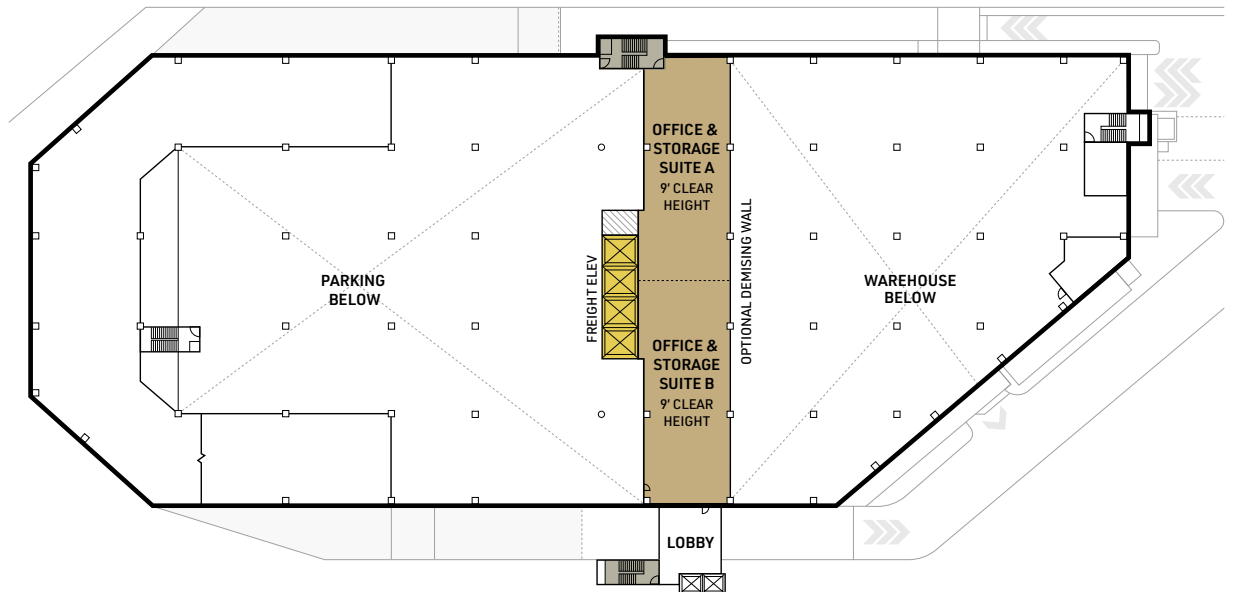 OFFICE &
STORAGE
SUITE A
9' CLEAR
HEIGHT
PARKING
BELOW
FREIGHT ELEV
OPTIONAL DEMISING WALL
WAREHOUSE
BELOW
OFFICE &
STORAGE
SUITE B
9' CLEAR
HEIGHT
LOBBY